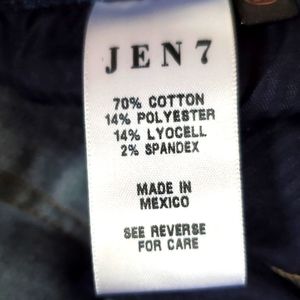 JEN7
70% COTTON
14% POLYESTER
14% LYOCELL
2% SPANDEX
MADE IN
MEXICO
SEE REVERSE
FOR CARE